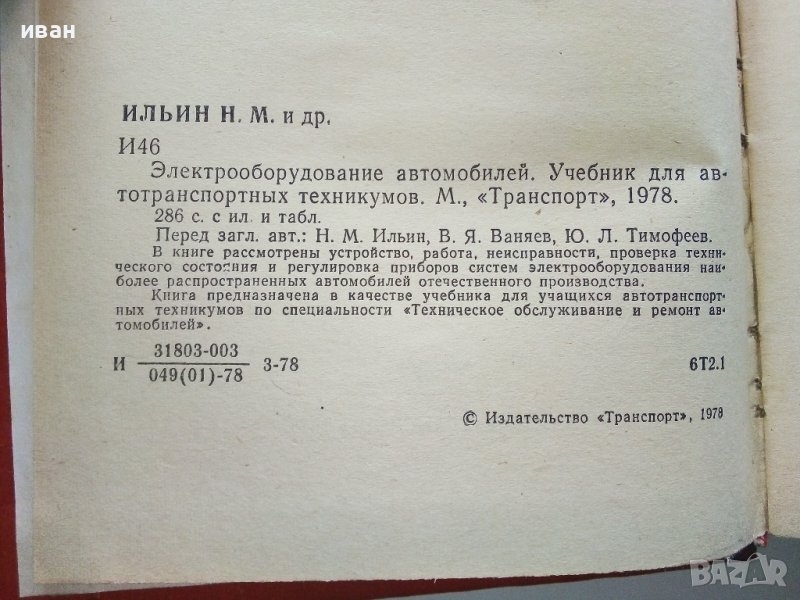 иван
ИЛЬИН Н. М. и др.
И46
Электрооборудование автомобилей. Учебник для ав-
тотранспортных техникумов. М., «Транспорт», 1978.
286 с. с ил. и табл.
Перед загл. авт.: Н. М. Ильин, В. Я. Ваняев, Ю. Л. Тимофеев.
В книге рассмотрены устройство, работа, неисправности, проверка техни-
ческого состояния и регулировка приборов систем электрооборудования наи-
более распространенных автомобилей отечественного производства.
Книга предназначена в качестве учебника для учащихся автотранспорт-
ных техникумов по специальности «Техническое обслуживание и ремонт ав-
томобилей».
И 31803-003 3-78 6Т2.1
049(01)-78
© Издательство «Транспорт», 1978
BAZAR